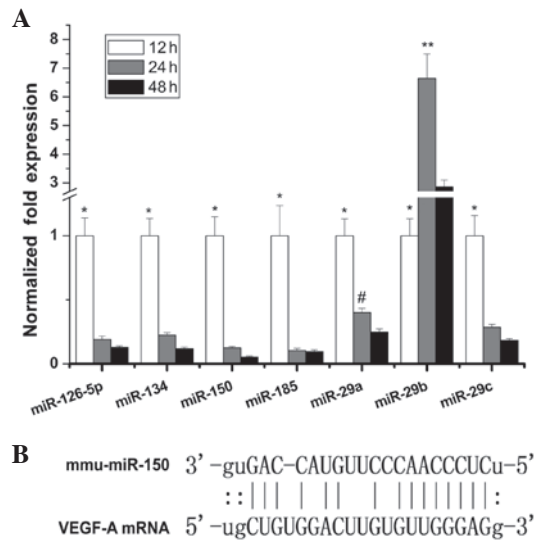 A
Normalized fold expression
8
7
6
5
4
3
1
0
12 h
24 h
48 h
*
*
*
*
*
#
*
**
*
miR-126-5p
miR-134
miR-150
miR-185
miR-29a
miR-29b
miR-29c
B
mmu-miR-150 3' -guGAC-CAUGUUCCCAACCCUCu-5'
::||| | || | ||||||||:
VEGF-A mRNA 5' -ugCUGUGGACUUGUGUUGGGAGg-3'